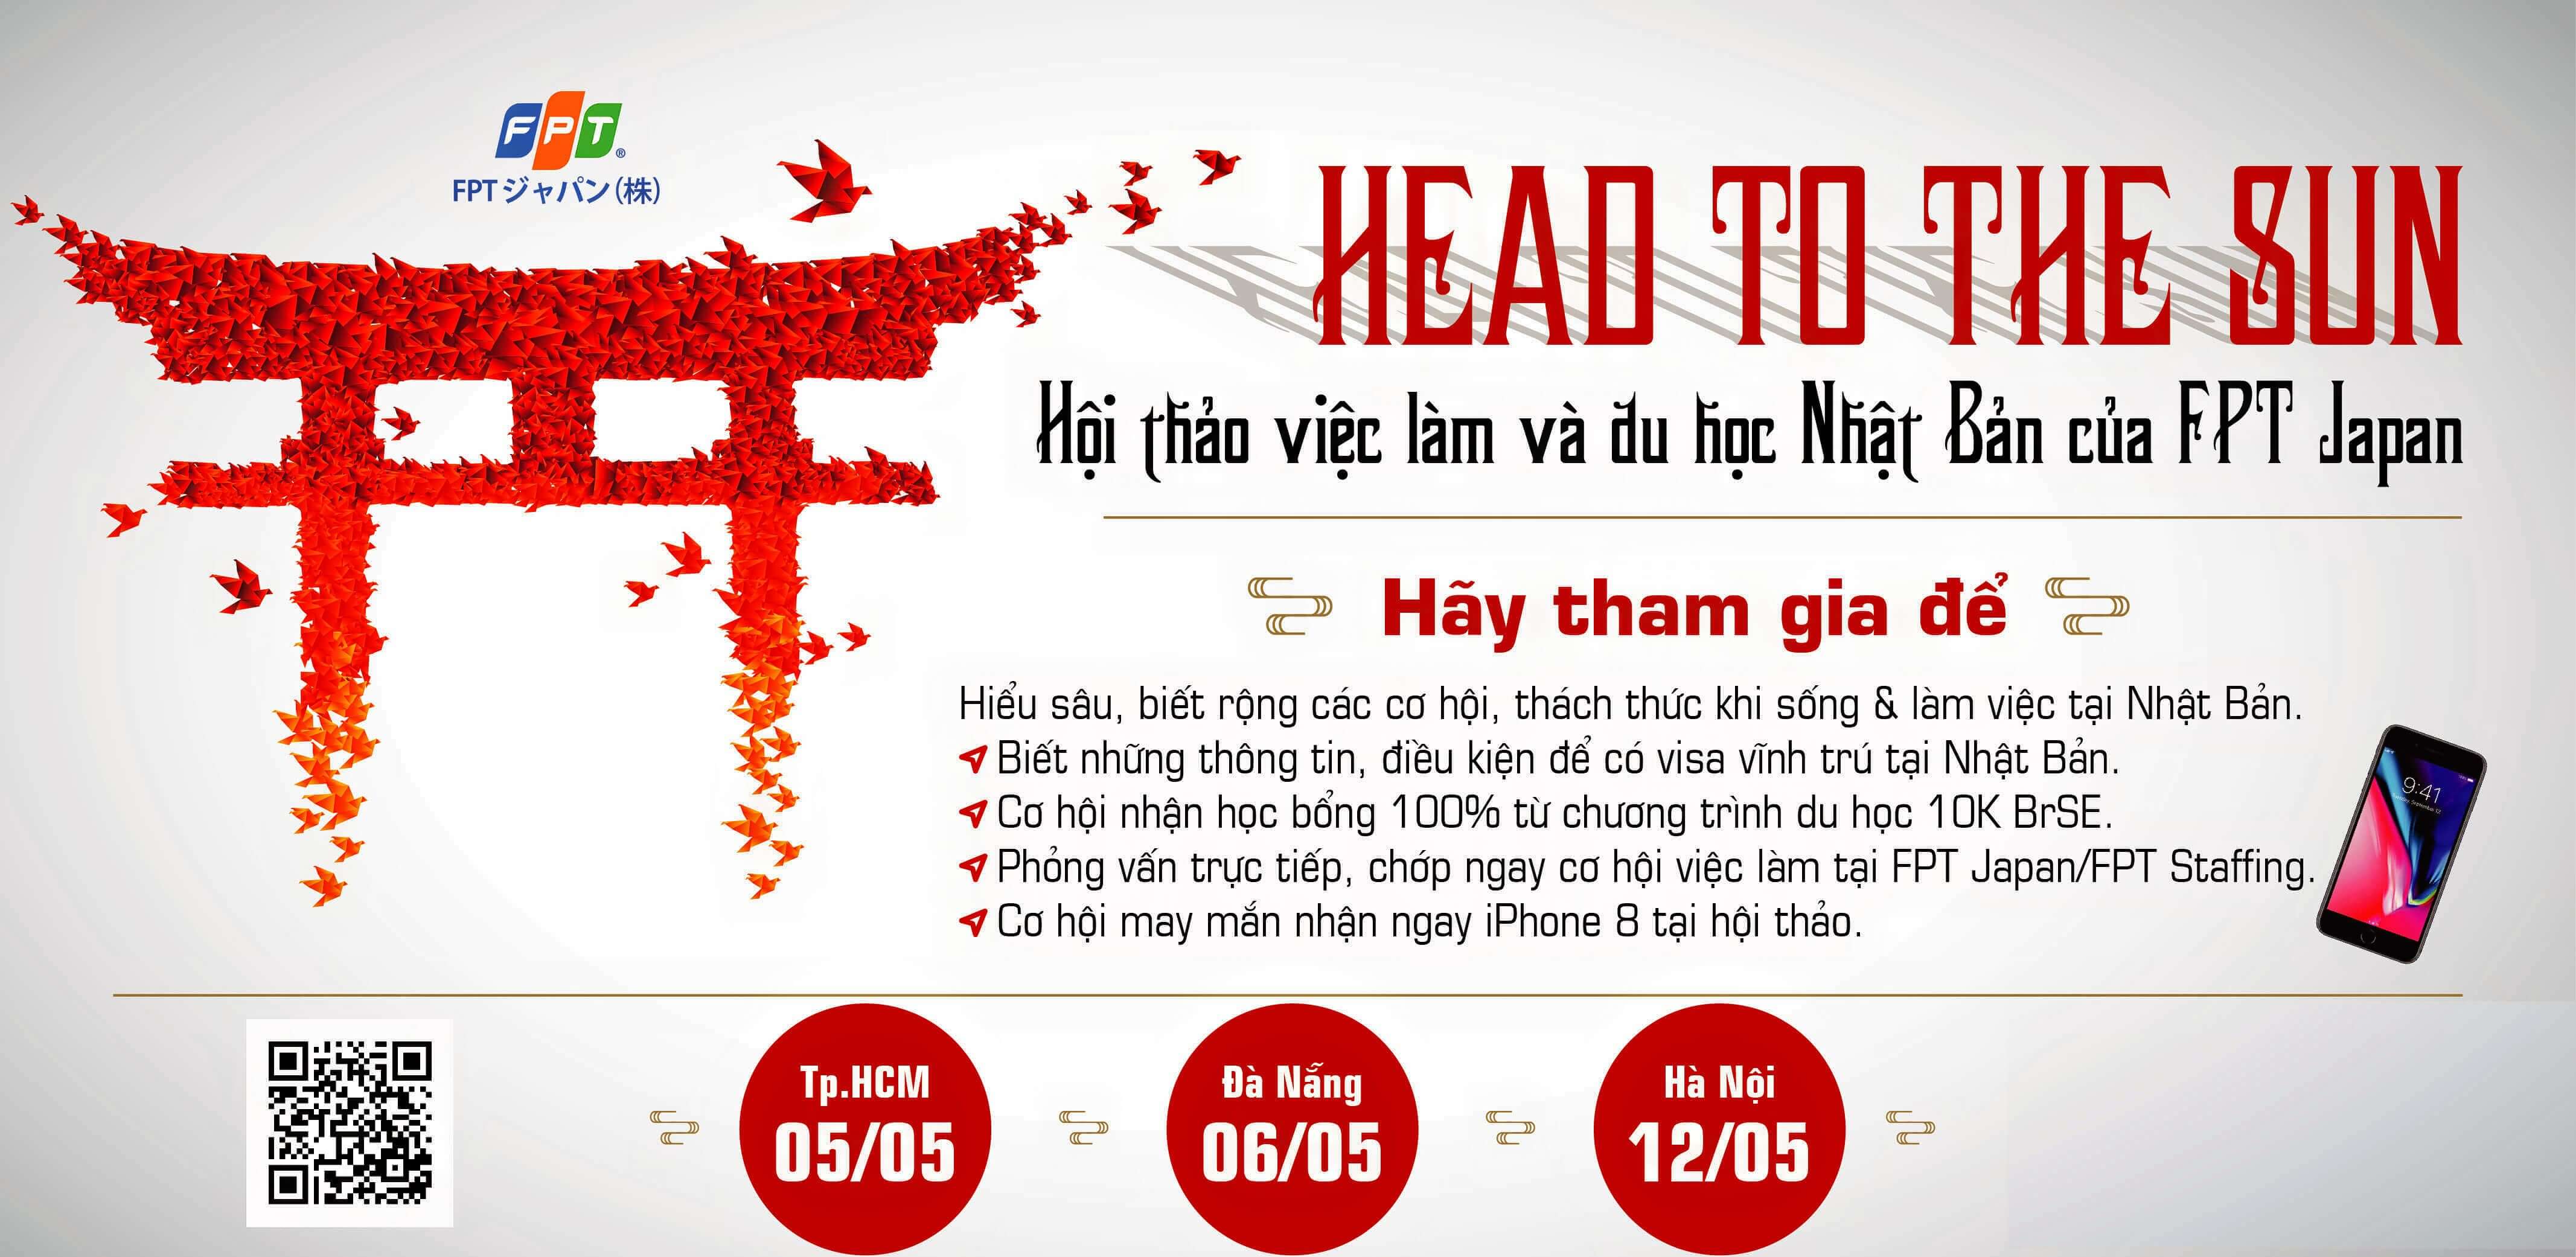 FPT®
FPTジャパン(株)
HEAD TO THE SUN
Hội thảo việc làm và du học Nhật Bản của FPT Japan
Hãy tham gia để
Hiểu sâu, biết rộng các cơ hội, thách thức khi sống & làm việc tại Nhật Bản.
Biết những thông tin, điều kiện để có visa vĩnh trú tại Nhật Bản.
Cơ hội nhận học bổng 100% từ chương trình du học 10K BrSE.
Phỏng vấn trực tiếp, chớp ngay cơ hội việc làm tại FPT Japan/FPT Staffing.
Cơ hội may mắn nhận ngay iPhone 8 tại hội thảo.
9:41
Tp.HCM
05/05
Đà Nẵng
06/05
Hà Nội
12/05